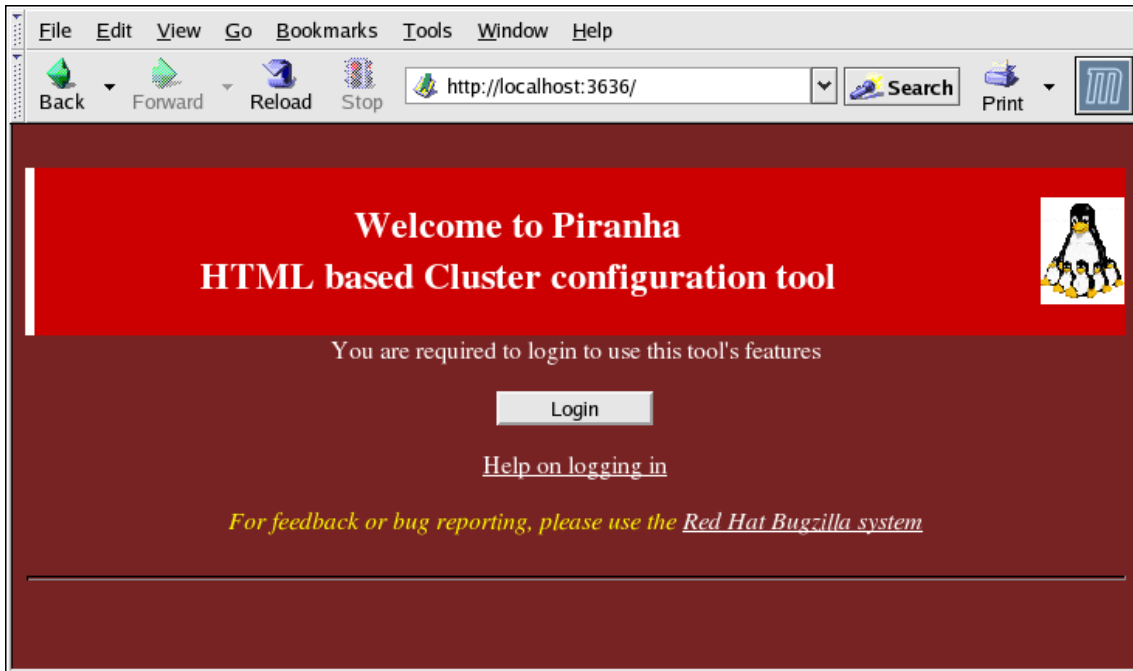 File Edit View Go Bookmarks Tools Window Help
Back Forward Reload Stop http://localhost:3636/ Search Print
Welcome to Piranha
HTML based Cluster configuration tool
You are required to login to use this tool's features
Login
Help on logging in
For feedback or bug reporting, please use the Red Hat Bugzilla system